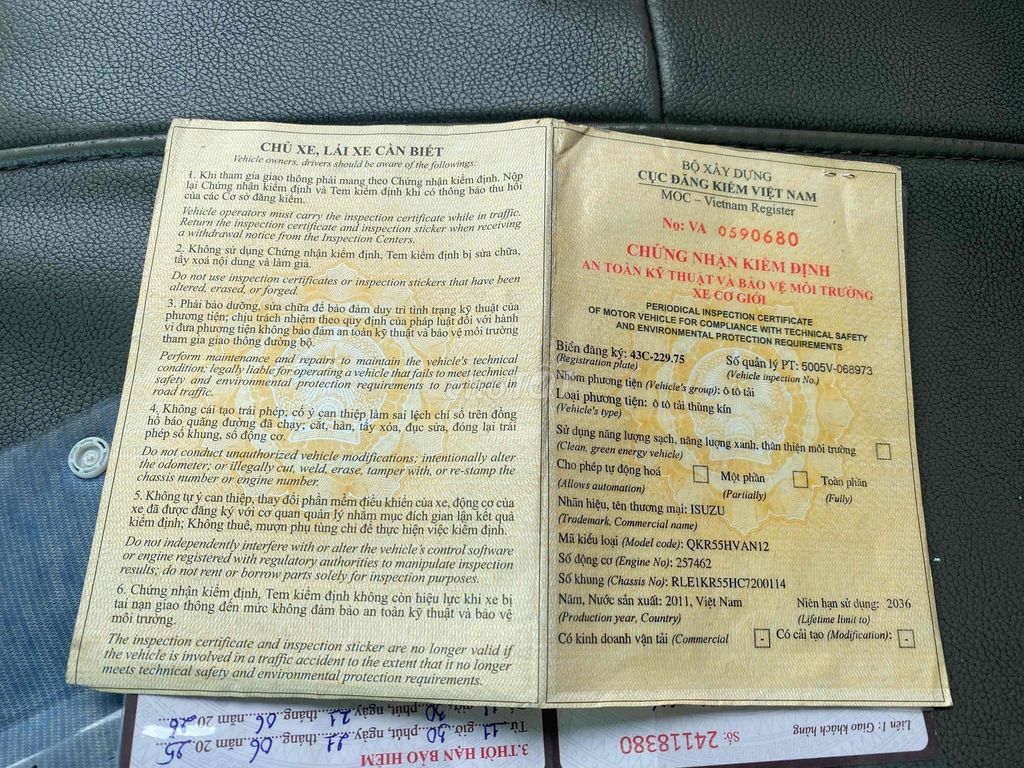 CHỦ XE, LÁI XE CẦN BIẾT
Vehicle owners, drivers should be aware of the followings:
1. Khi tham gia giao thông phải mang theo Chứng nhận kiểm định. Nộp
lại Chứng nhận kiểm định và Tem kiểm định khi có thông báo thu hồi
của các Cơ sở đăng kiểm.
Vehicle operators must carry the inspection certificate while in traffic.
Return the inspection certificate and inspection sticker when receiving
a withdrawal notice from the Inspection Centers.
2. Không sử dụng Chứng nhận kiểm định, Tem kiểm định bị sửa chữa,
tẩy xoá nội dung và làm giả.
Do not use inspection certificates or inspection stickers that have been
altered, erased, or forged.
3. Phải bảo dưỡng, sửa chữa để bảo đảm duy trì tình trạng kỹ thuật của
phương tiện; chịu trách nhiệm theo quy định của pháp luật đối với hành
vi đưa phương tiện không bảo đảm an toàn kỹ thuật và bảo vệ môi trường
tham gia giao thông đường bộ.
Perform maintenance and repairs to maintain the vehicle's technical
condition; legally liable for operating a vehicle that fails to meet technical
safety and environmental protection requirements to participate in
road traffic.
4. Không cải tạo trái phép; cố ý can thiệp làm sai lệch chỉ số trên đồng
hồ báo quãng đường đã chạy; cắt, hàn, tẩy xóa, đục sửa, đóng lại trái
phép số khung, số động cơ.
Do not conduct unauthorized vehicle modifications; intentionally alter
the odometer; or illegally cut, weld, erase, tamper with, or re-stamp the
chassis number or engine number.
5. Không tự ý can thiệp, thay đổi phần mềm điều khiển của xe, động cơ của
xe đã được đăng ký với cơ quan quản lý nhằm mục đích gian lận kết quả
kiểm định; Không thuê, mượn phụ tùng chỉ để thực hiện việc kiểm định.
Do not independently interfere with or alter the vehicle's control software
or engine registered with regulatory authorities to manipulate inspection
results; do not rent or borrow parts solely for inspection purposes.
6. Chứng nhận kiểm định, Tem kiểm định không còn hiệu lực khi xe bị
tai nạn giao thông đến mức không đảm bảo an toàn kỹ thuật và bảo vệ
môi trường.
The inspection certificate and inspection sticker are no longer valid if
the vehicle is involved in a traffic accident to the extent that it no longer
meets technical safety and environmental protection requirements.
BỘ XÂY DỰNG
CỤC ĐĂNG KIỂM VIỆT NAM
MOC – Vietnam Register
No: VA 0590680
CHỨNG NHẬN KIỂM ĐỊNH
AN TOÀN KỸ THUẬT VÀ BẢO VỆ MÔI TRƯỜNG
XE CƠ GIỚI
PERIODICAL INSPECTION CERTIFICATE
OF MOTOR VEHICLE FOR COMPLIANCE WITH TECHNICAL SAFETY
AND ENVIRONMENTAL PROTECTION REQUIREMENTS
Biển đăng ký: 43C-229.75 Số quản lý PT: 5005V-068973
(Registration plate) (Vehicle inspection No.)
Nhóm phương tiện (Vehicle's group): ô tô tải
Loại phương tiện: ô tô tải thùng kín
(Vehicle's type)
Sử dụng năng lượng sạch, năng lượng xanh, thân thiện môi trường
(Clean, green energy vehicle)
Cho phép tự động hoá Một phần Toàn phần
(Allows automation) (Partially) (Fully)
Nhãn hiệu, tên thương mại: ISUZU
(Trademark, Commercial name)
Mã kiểu loại (Model code): QKR55HVAN12
Số động cơ (Engine No): 257462
Số khung (Chassis No): RLE1KR55HC7200114
Năm, Nước sản xuất: 2011, Việt Nam Niên hạn sử dụng: 2036
(Production year, Country) (Lifetime limit to)
Có kinh doanh vận tải (Commercial - Có cải tạo (Modification): -
Liên 1: Giao khách hàng
Số: 24118380
3.THỜI HẠN BẢO HIỂM
Từ 11 giờ 30 phút, ngày 21 tháng 06 năm 2025
giờ 30 phút, ngày 21 tháng 06 năm 2026